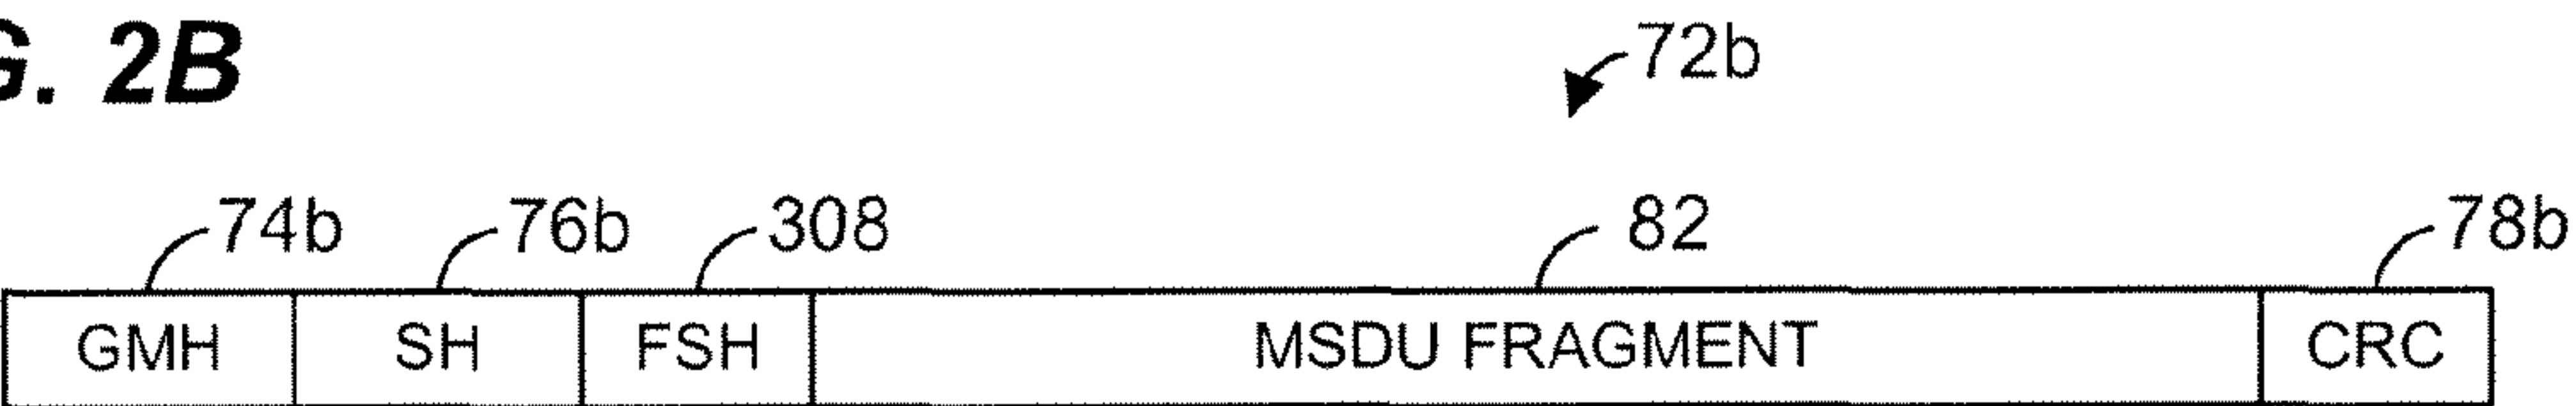 G. 2B
72b
74b 76b 308 82 78b
GMH SH FSH MSDU FRAGMENT CRC